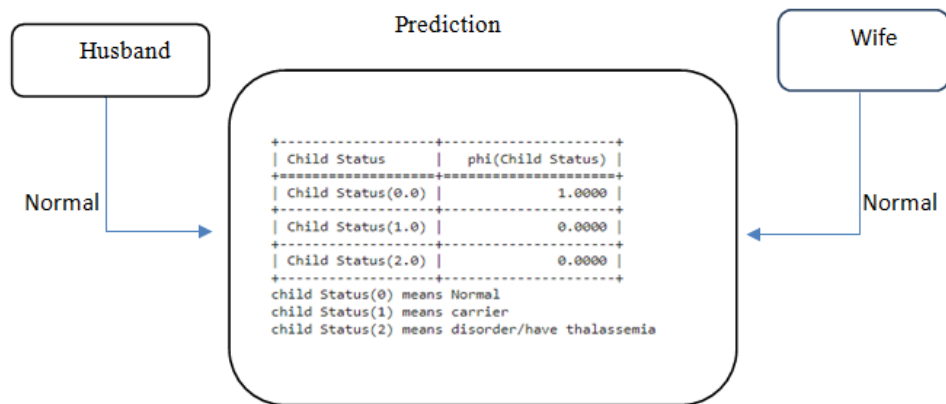 Prediction
Husband
Wife
Normal
Normal
+-------------------+---------------------+
| Child Status      |   phi(Child Status) |
+===================+=====================+
| Child Status(0.0) |              1.0000 |
+-------------------+---------------------+
| Child Status(1.0) |              0.0000 |
+-------------------+---------------------+
| Child Status(2.0) |              0.0000 |
+-------------------+---------------------+
child Status(0) means Normal
child Status(1) means carrier
child Status(2) means disorder/have thalassemia